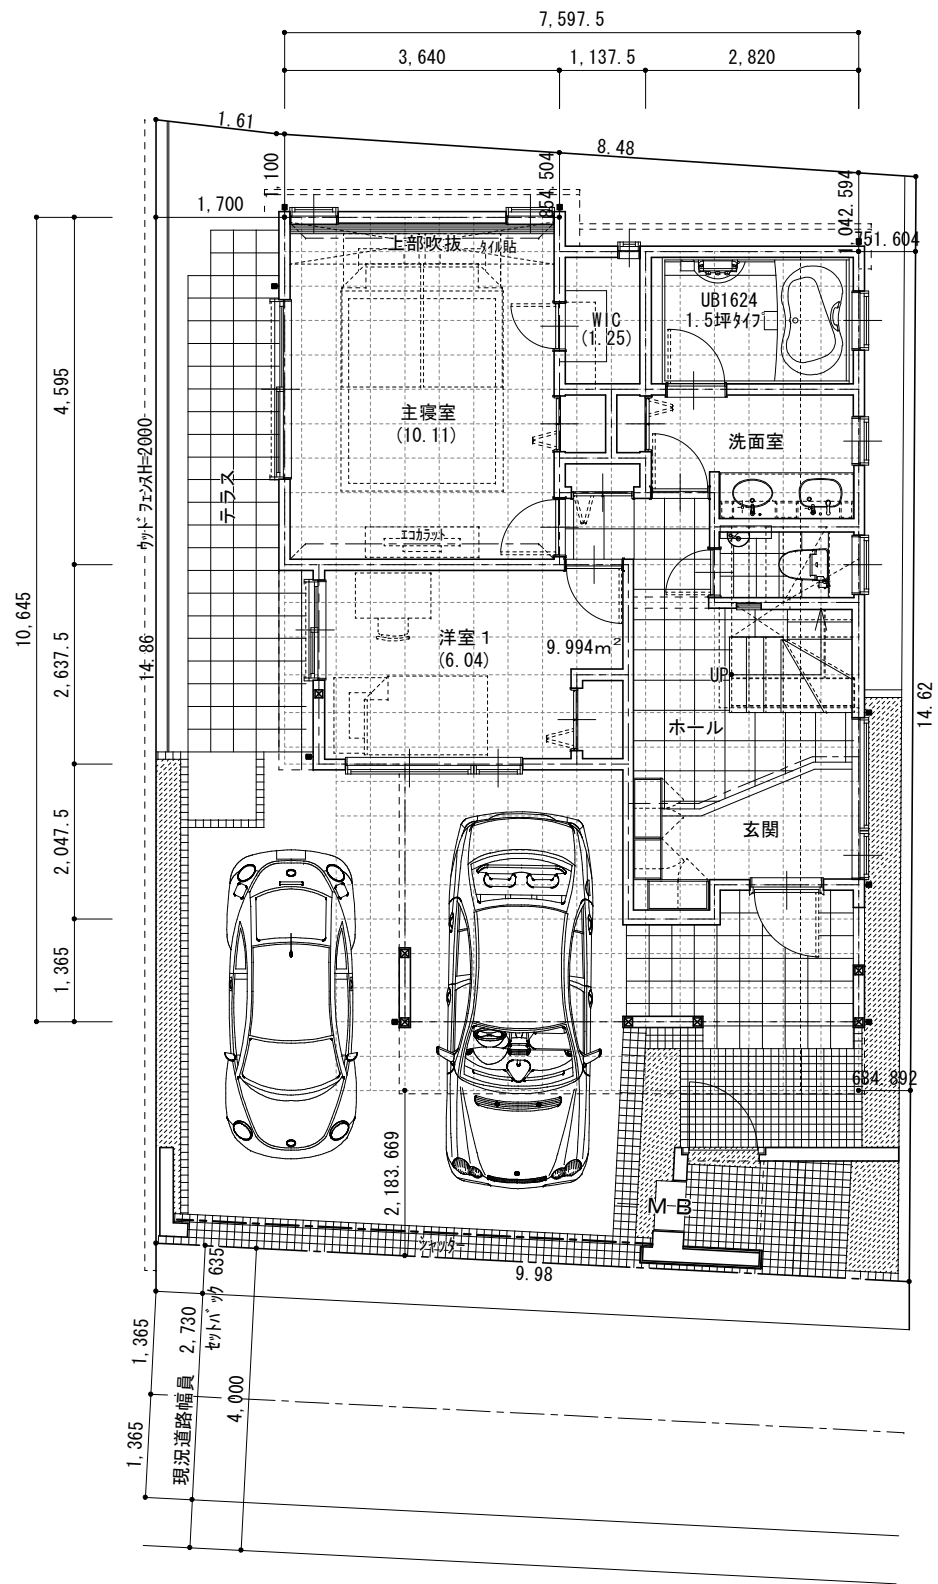 7,597.5
3,640
1,137.5
2,820
1.61
8.48
1,100
854.504
1,042.594
1,700
751.604
上部吹抜
ﾀｲﾙ貼
UB1624
1.5坪ﾀｲﾌﾟ
WIC
(1.25)
主寝室
(10.11)
洗面室
4,595
ｳｯﾄﾞﾌｪﾝｽH=2000
テラス
ｴｺｶﾗｯﾄ
10,645
2,637.5
14.86
洋室1
(6.04)
9.994m²
UP
ホール
14.62
2,047.5
玄関
1,365
684.892
2,183.669
M-B
ｼｬｯﾀｰ
9.98
ｾｯﾄﾊﾞｯｸ 635
1,365
現況道路幅員 2,730
4,000
1,365